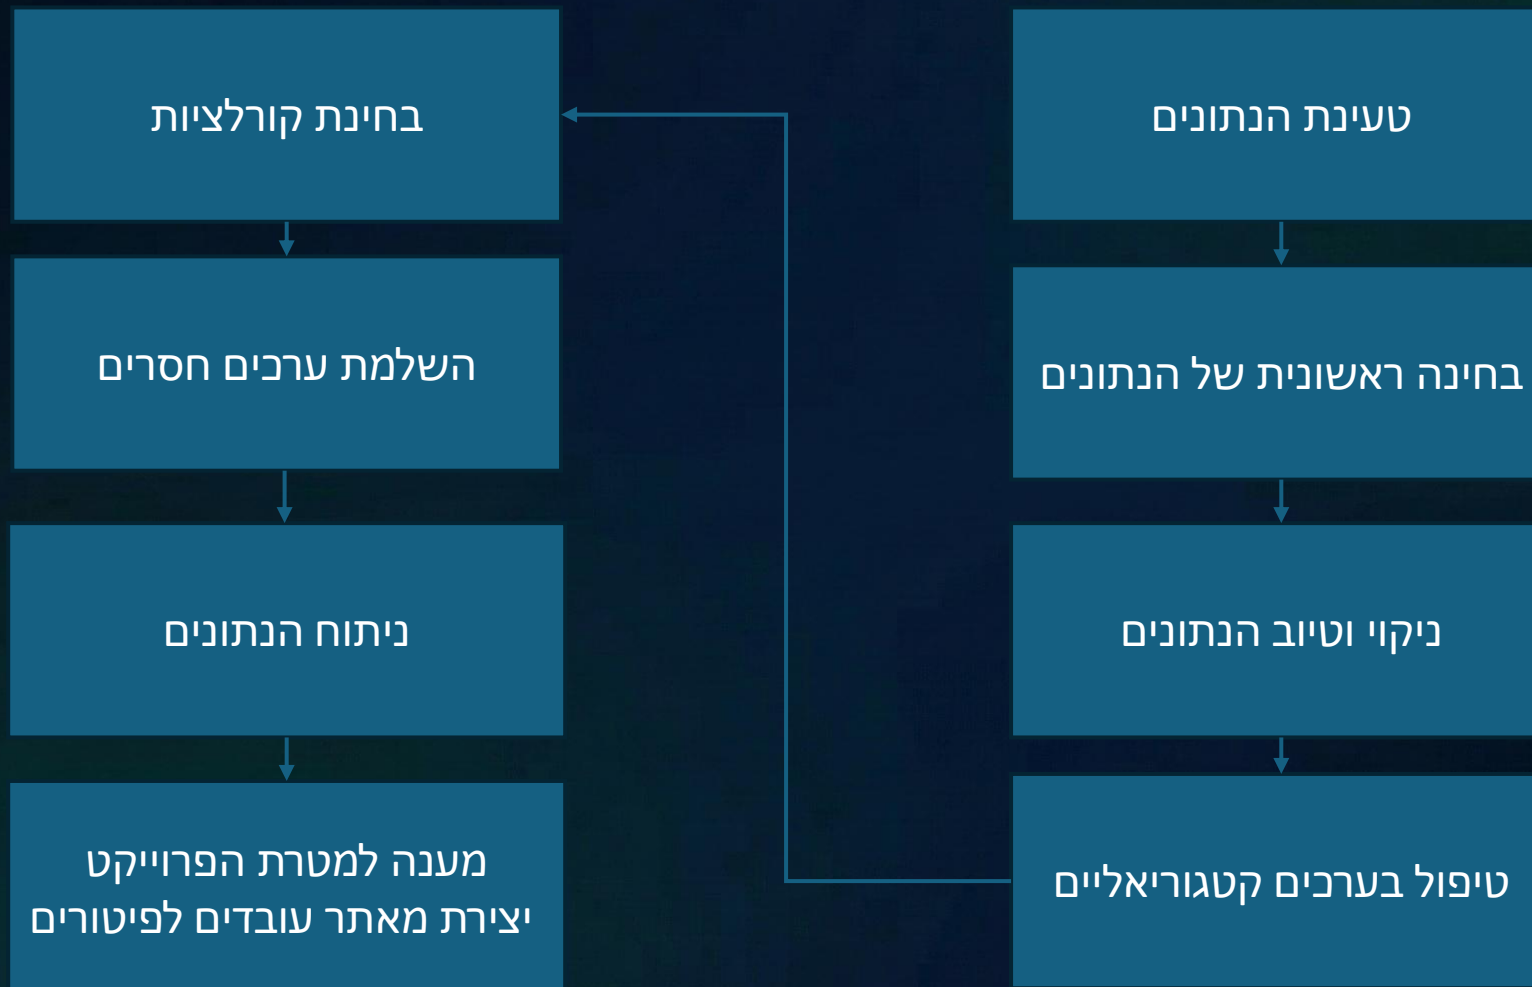 טעינת הנתונים
בחינה ראשונית של הנתונים
ניקוי וטיוב הנתונים
טיפול בערכים קטגוריאליים
בחינת קורלציות
השלמת ערכים חסרים
ניתוח הנתונים
מענה למטרת הפרוייקט
יצירת מאתר עובדים לפיטורים